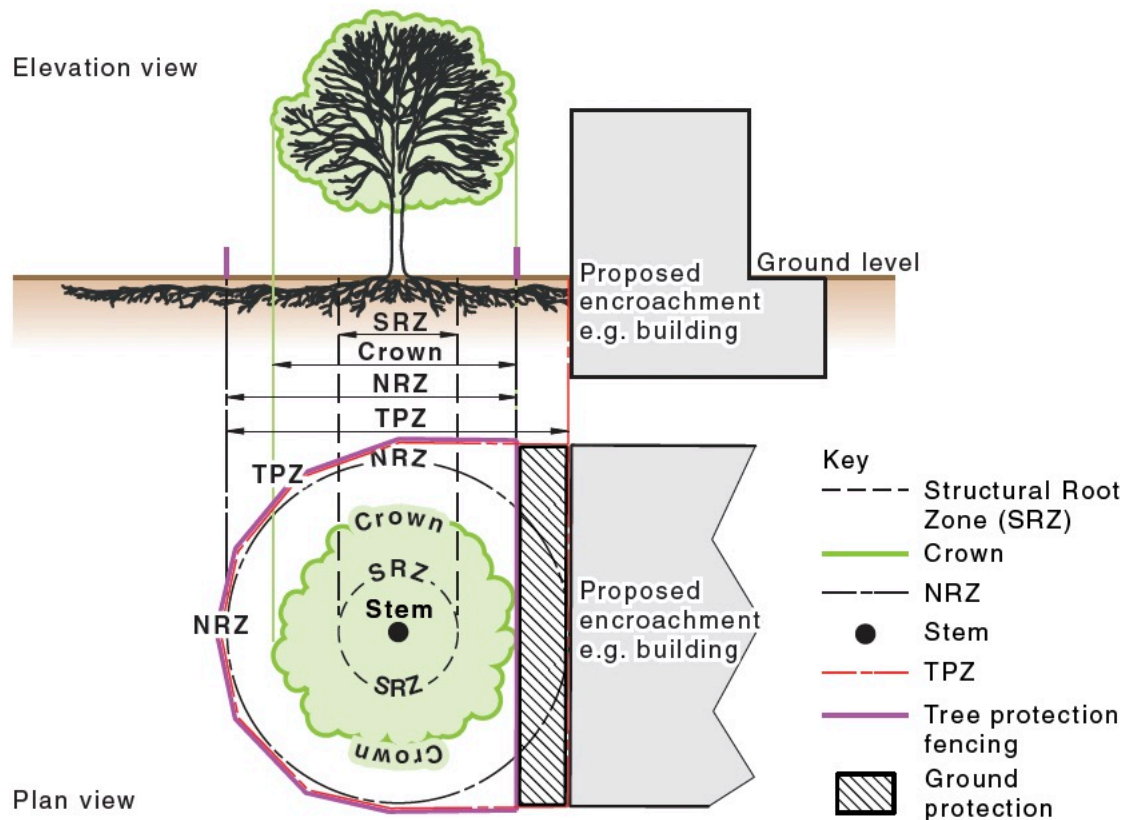 Elevation view
Ground level
Proposed
encroachment
e.g. building
SRZ
Crown
NRZ
TPZ
TPZ
NRZ
Crown
SRZ
Stem
NRZ
SRZ
Crown
Proposed
encroachment
e.g. building
Plan view
Key
Structural Root
Zone (SRZ)
Crown
NRZ
Stem
TPZ
Tree protection
fencing
Ground
protection